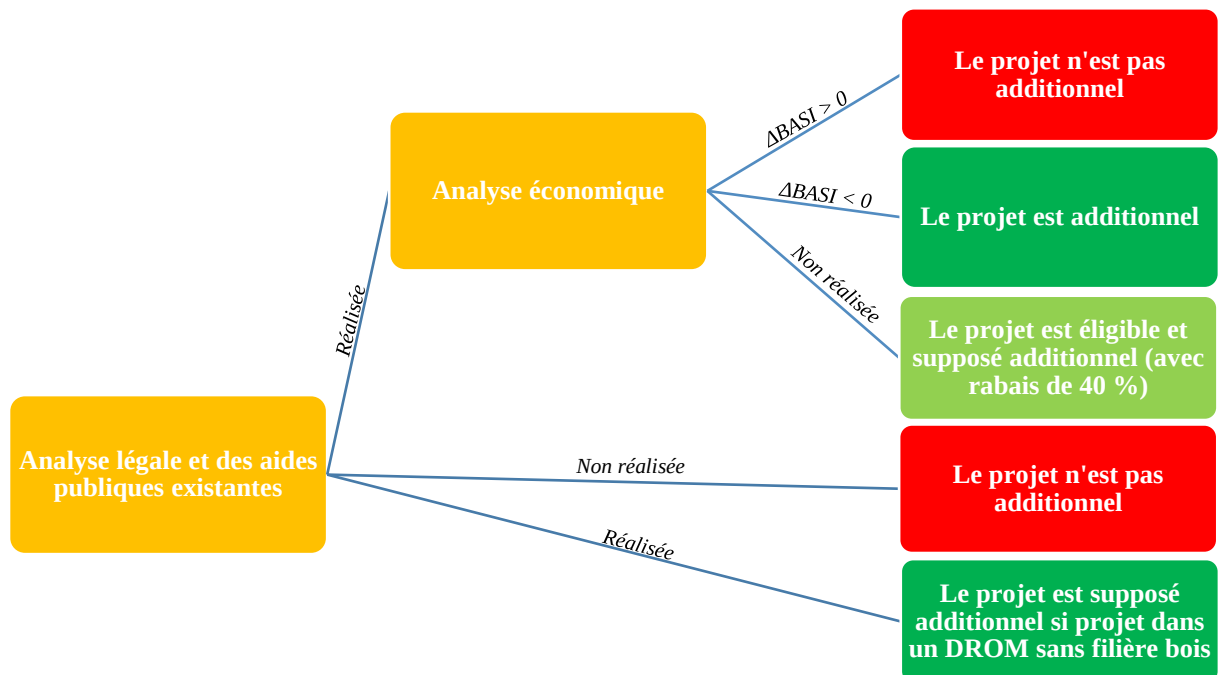 Le projet n'est pas
additionnel
ΔBASI > 0
Analyse économique
ΔBASI < 0
Le projet est additionnel
Non réalisée
Réalisée
Le projet est éligible et
supposé additionnel (avec
rabais de 40 %)
Analyse légale et des aides
publiques existantes
Non réalisée
Le projet n'est pas
additionnel
Réalisée
Le projet est supposé
additionnel si projet dans
un DROM sans filière bois